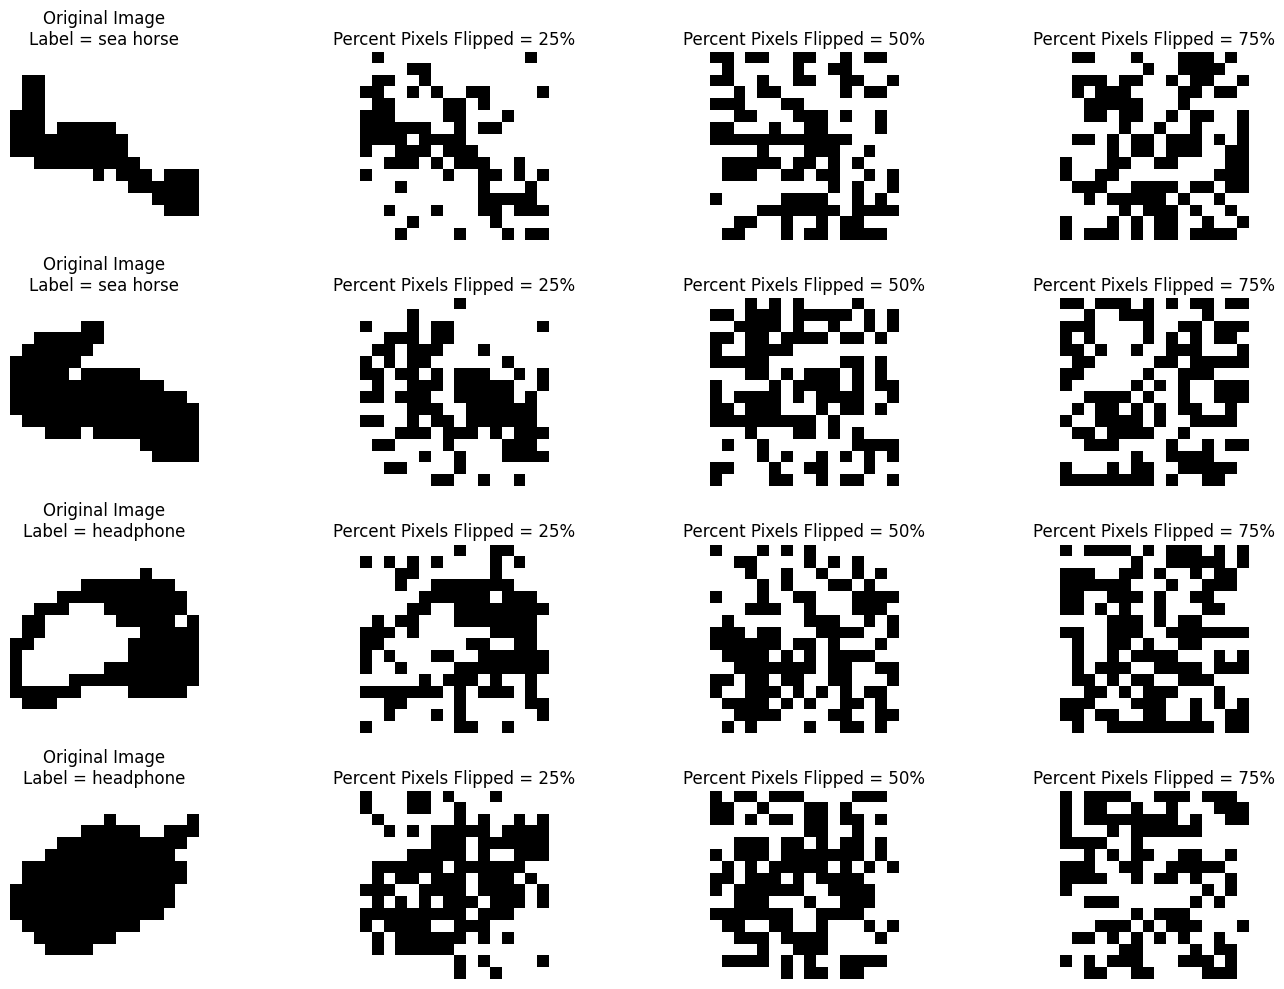 Original Image
Label = sea horse
Percent Pixels Flipped = 25%
Percent Pixels Flipped = 50%
Percent Pixels Flipped = 75%
Original Image
Label = sea horse
Percent Pixels Flipped = 25%
Percent Pixels Flipped = 50%
Percent Pixels Flipped = 75%
Original Image
Label = headphone
Percent Pixels Flipped = 25%
Percent Pixels Flipped = 50%
Percent Pixels Flipped = 75%
Original Image
Label = headphone
Percent Pixels Flipped = 25%
Percent Pixels Flipped = 50%
Percent Pixels Flipped = 75%